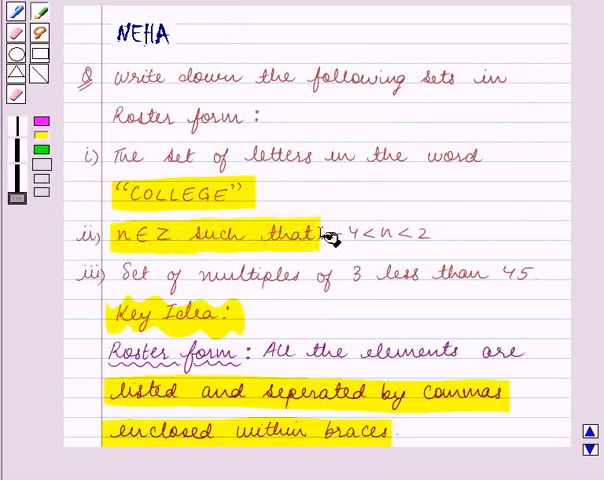 NEHA
Q Write down the following sets in
Roster form :
i) The set of letters in the word
"COLLEGE"
ii) n ∈ Z such that -4 < n < 2
iii) Set of multiples of 3 less than 45.
Key Idea:
Roster form : All the elements are
listed and seperated by commas
enclosed within braces.